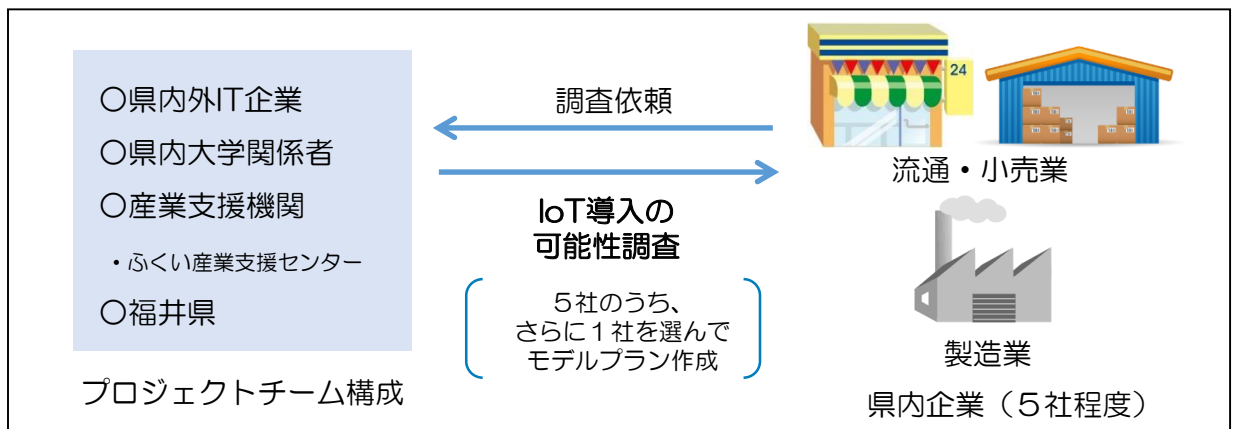 〇県内外IT企業
〇県内大学関係者
〇産業支援機関
・ふくい産業支援センター
〇福井県
プロジェクトチーム構成
調査依頼
IoT導入の
可能性調査
５社のうち、
さらに１社を選んで
モデルプラン作成
24
流通・小売業
製造業
県内企業（５社程度）